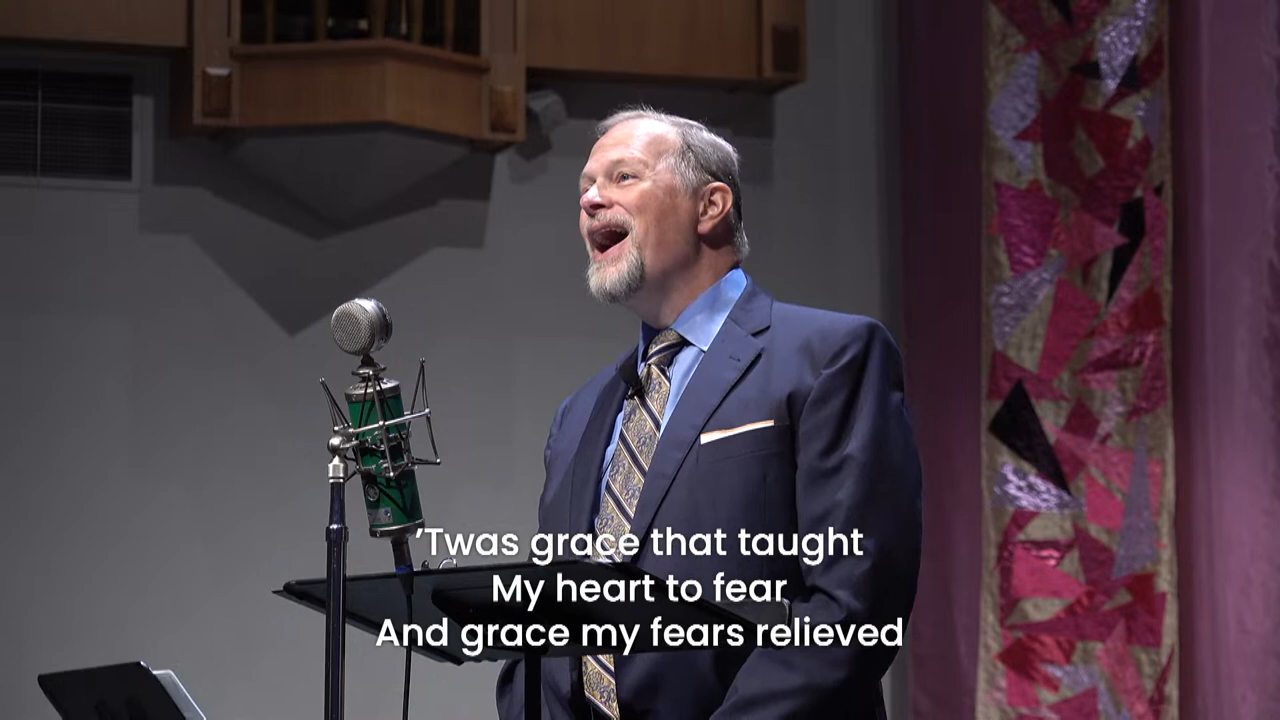 ’Twas grace that taught
My heart to fear
And grace my fears relieved